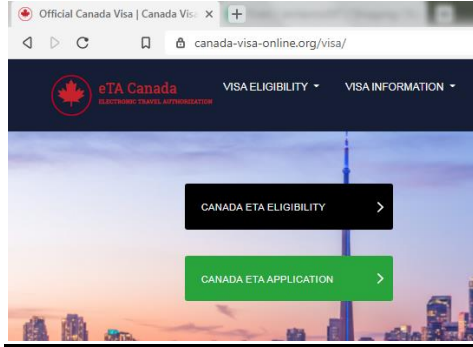 Official Canada Visa | Canada Vis
canada-visa-online.org/visa/
eTA Canada
ELECTRONIC TRAVEL AUTHORIZATION
VISA ELIGIBILITY
VISA INFORMATION
CANADA ETA ELIGIBILITY
CANADA ETA APPLICATION